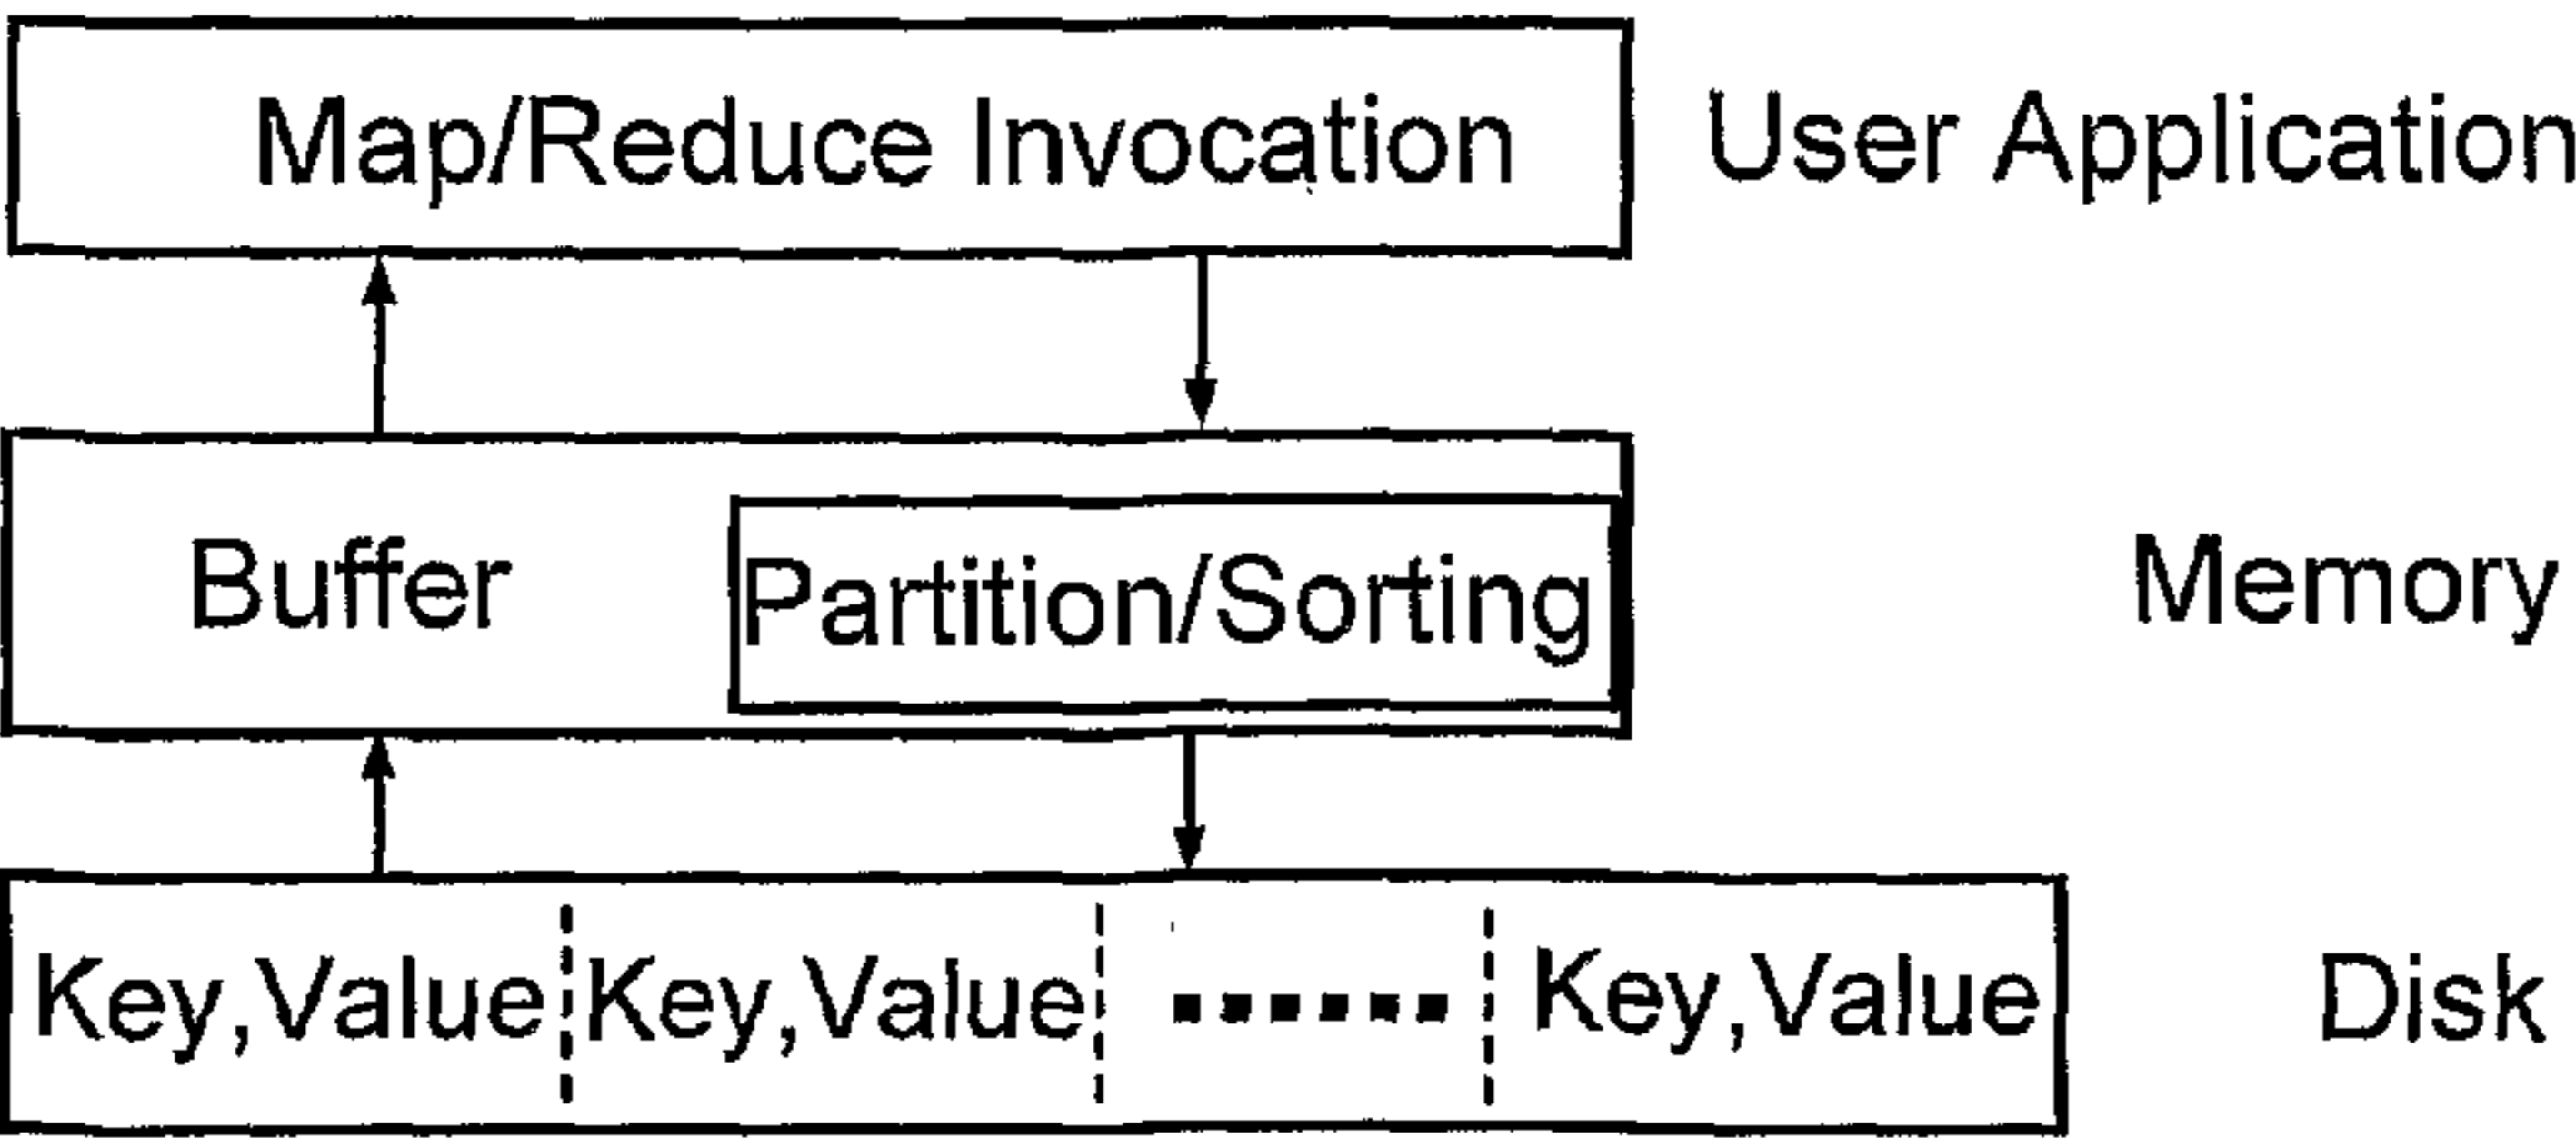 Map/Reduce Invocation User Application
Buffer Partition/Sorting Memory
Key,Value Key,Value ...... Key,Value Disk